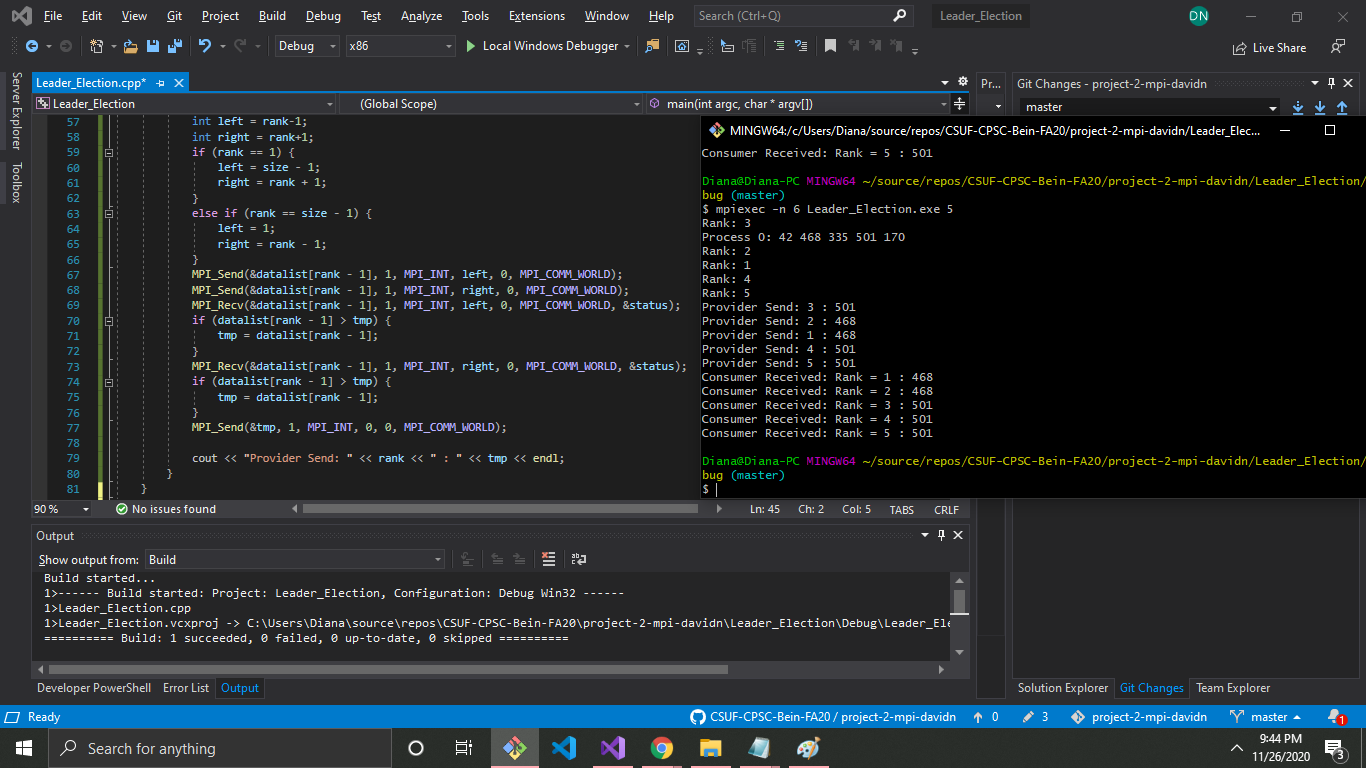 File Edit View Git Project Build Debug Test Analyze Tools Extensions Window Help Search (Ctrl+Q) Leader_Election DN
Debug x86 Local Windows Debugger Live Share
Server Explorer
Toolbox
Leader_Election.cpp*
Leader_Election (Global Scope) main(int argc, char * argv[])
57 int left = rank-1;
58 int right = rank+1;
59 if (rank == 1) {
60 left = size - 1;
61 right = rank + 1;
62 }
63 else if (rank == size - 1) {
64 left = 1;
65 right = rank - 1;
66 }
67 MPI_Send(&datalist[rank - 1], 1, MPI_INT, left, 0, MPI_COMM_WORLD);
68 MPI_Send(&datalist[rank - 1], 1, MPI_INT, right, 0, MPI_COMM_WORLD);
69 MPI_Recv(&datalist[rank - 1], 1, MPI_INT, left, 0, MPI_COMM_WORLD, &status);
70 if (datalist[rank - 1] > tmp) {
71 tmp = datalist[rank - 1];
72 }
73 MPI_Recv(&datalist[rank - 1], 1, MPI_INT, right, 0, MPI_COMM_WORLD, &status);
74 if (datalist[rank - 1] > tmp) {
75 tmp = datalist[rank - 1];
76 }
77 MPI_Send(&tmp, 1, MPI_INT, 0, 0, MPI_COMM_WORLD);
78
79 cout << "Provider Send: " << rank << " : " << tmp << endl;
80 }
81 }
90% No issues found Ln: 45 Ch: 2 Col: 5 TABS CRLF
Pr...
Git Changes - project-2-mpi-davidn
master
MINGW64:/c/Users/Diana/source/repos/CSUF-CPSC-Bein-FA20/project-2-mpi-davidn/Leader_Elec...
Consumer Received: Rank = 5 : 501
Diana@Diana-PC MINGW64 ~/source/repos/CSUF-CPSC-Bein-FA20/project-2-mpi-davidn/Leader_Election/
bug (master)
$ mpiexec -n 6 Leader_Election.exe 5
Rank: 3
Process 0: 42 468 335 501 170
Rank: 2
Rank: 1
Rank: 4
Rank: 5
Provider Send: 3 : 501
Provider Send: 2 : 468
Provider Send: 1 : 468
Provider Send: 4 : 501
Provider Send: 5 : 501
Consumer Received: Rank = 1 : 468
Consumer Received: Rank = 2 : 468
Consumer Received: Rank = 3 : 501
Consumer Received: Rank = 4 : 501
Consumer Received: Rank = 5 : 501
Diana@Diana-PC MINGW64 ~/source/repos/CSUF-CPSC-Bein-FA20/project-2-mpi-davidn/Leader_Election/
bug (master)
$
Output
Show output from: Build
Build started...
1>------ Build started: Project: Leader_Election, Configuration: Debug Win32 ------
1>Leader_Election.cpp
1>Leader_Election.vcxproj -> C:\Users\Diana\source\repos\CSUF-CPSC-Bein-FA20\project-2-mpi-davidn\Leader_Election\Debug\Leader_Ele
========== Build: 1 succeeded, 0 failed, 0 up-to-date, 0 skipped ==========
Developer PowerShell Error List Output
Solution Explorer Git Changes Team Explorer
Ready CSUF-CPSC-Bein-FA20 / project-2-mpi-davidn 0 3 project-2-mpi-davidn master 1
Search for anything
9:44 PM
11/26/2020
3